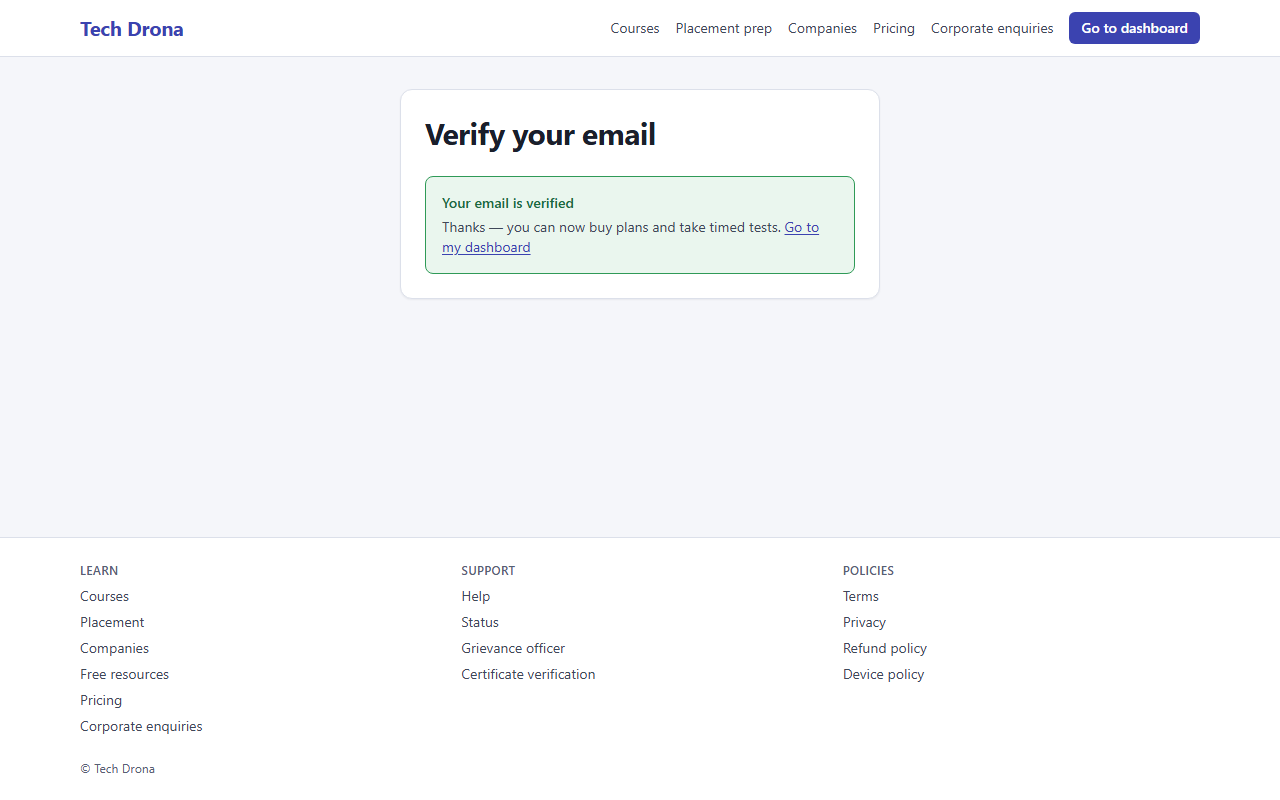 Tech Drona
Courses
Placement prep
Companies
Pricing
Corporate enquiries
Go to dashboard
Verify your email
Your email is verified
Thanks — you can now buy plans and take timed tests. Go to
my dashboard
LEARN
Courses
Placement
Companies
Free resources
Pricing
Corporate enquiries
SUPPORT
Help
Status
Grievance officer
Certificate verification
POLICIES
Terms
Privacy
Refund policy
Device policy
© Tech Drona